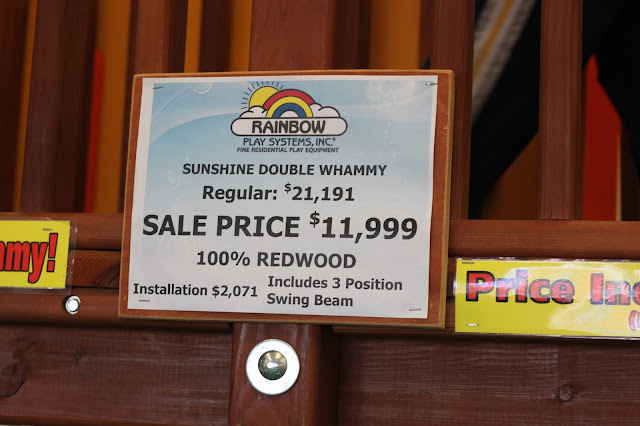 RAINBOW
PLAY SYSTEMS, INC.®
FINE RESIDENTIAL PLAY EQUIPMENT
SUNSHINE DOUBLE WHAMMY
Regular: $21,191
SALE PRICE $11,999
100% REDWOOD
Installation $2,071
Includes 3 Position
Swing Beam
mmy!
Price Inc